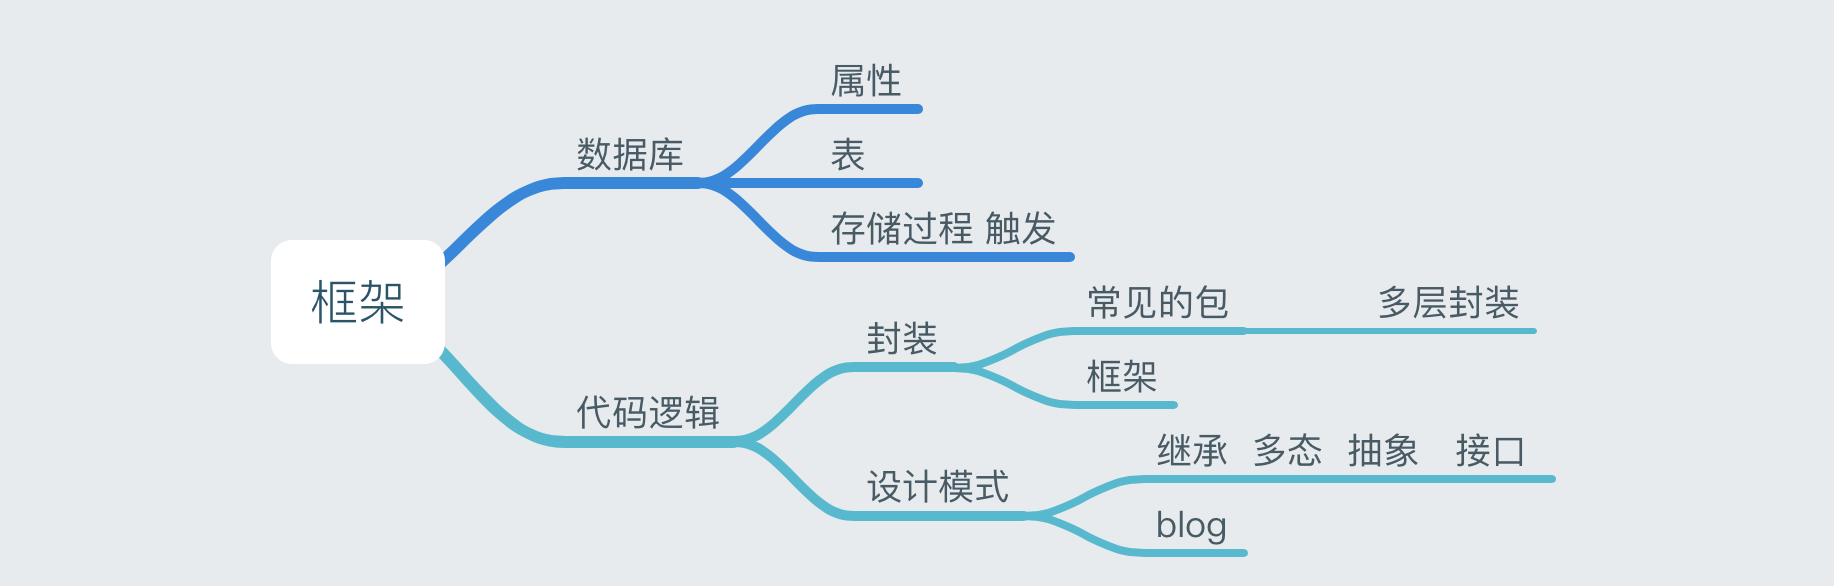 框架
数据库
属性
表
存储过程 触发
代码逻辑
封装
常见的包
多层封装
框架
设计模式
继承 多态 抽象 接口
blog